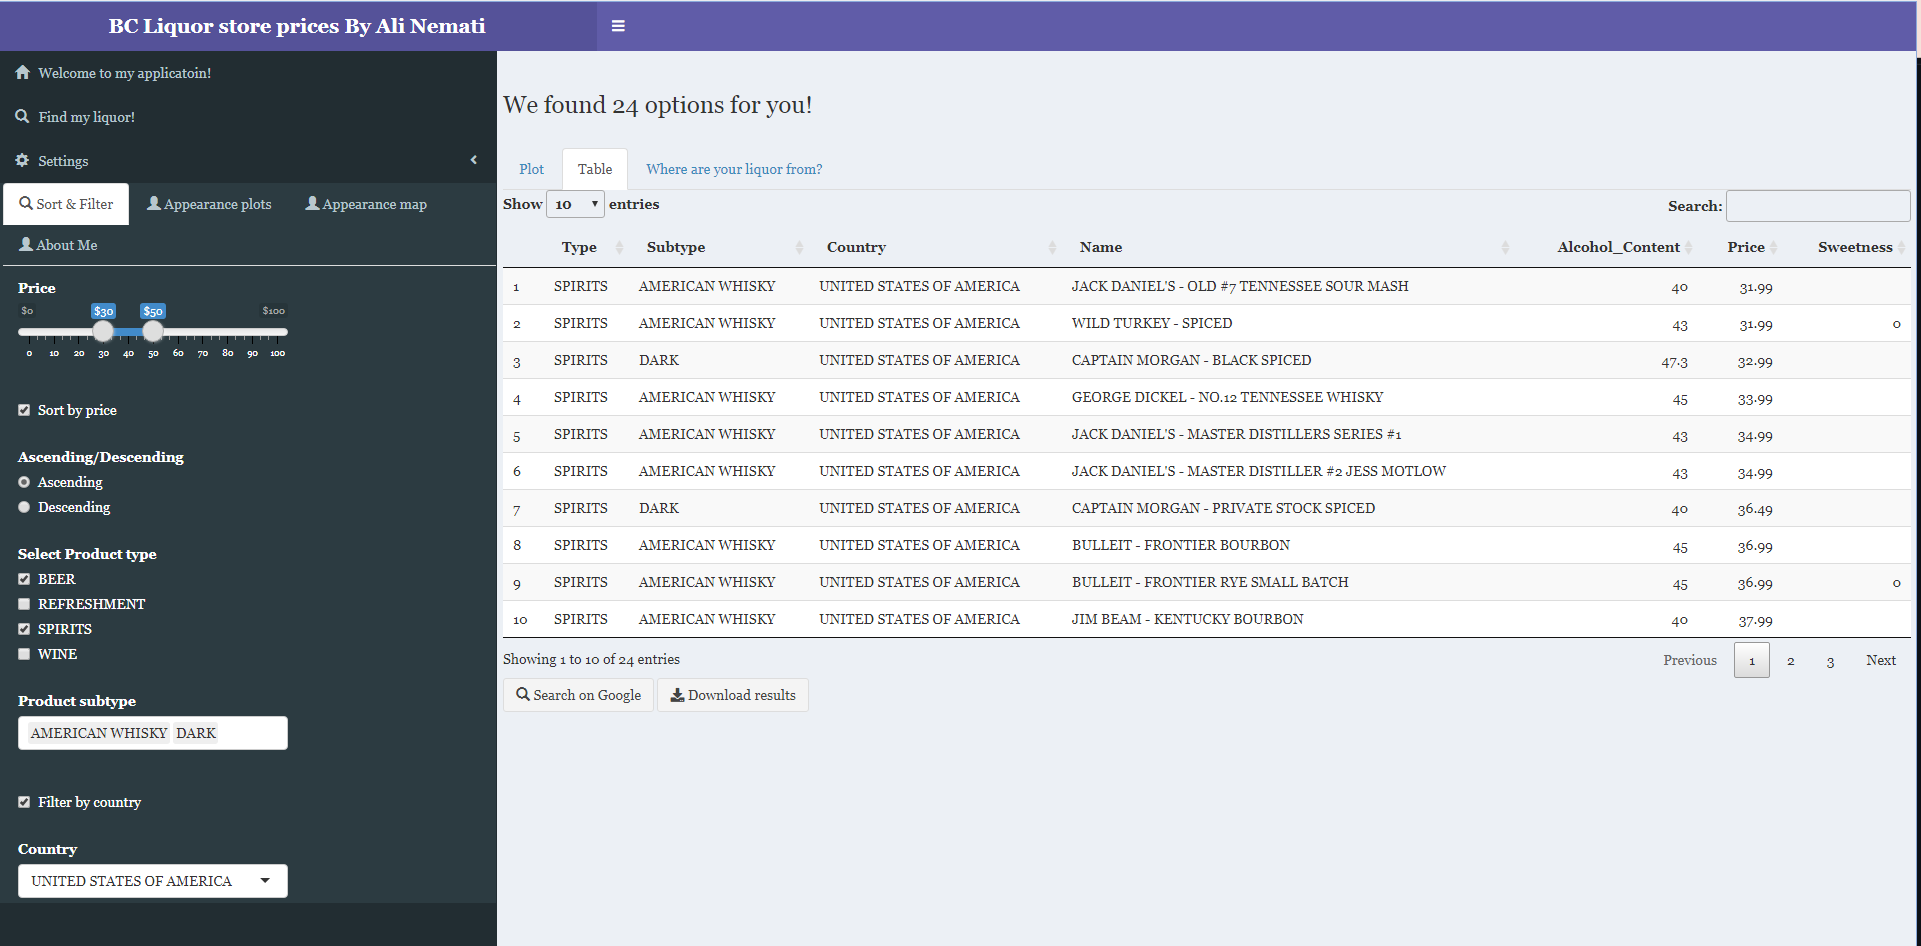 BC Liquor store prices By Ali Nemati
Welcome to my applicatoin!
Find my liquor!
Settings
Sort & Filter Appearance plots Appearance map
About Me
Price
$0 $30 $50 $100
0 10 20 30 40 50 60 70 80 90 100
Sort by price
Ascending/Descending
Ascending
Descending
Select Product type
BEER
REFRESHMENT
SPIRITS
WINE
Product subtype
AMERICAN WHISKY DARK
Filter by country
Country
UNITED STATES OF AMERICA
We found 24 options for you!
Plot Table Where are your liquor from?
Show 10 entries Search:
Type Subtype Country Name Alcohol_Content Price Sweetness
1 SPIRITS AMERICAN WHISKY UNITED STATES OF AMERICA JACK DANIEL'S - OLD #7 TENNESSEE SOUR MASH 40 31.99
2 SPIRITS AMERICAN WHISKY UNITED STATES OF AMERICA WILD TURKEY - SPICED 43 31.99 0
3 SPIRITS DARK UNITED STATES OF AMERICA CAPTAIN MORGAN - BLACK SPICED 47.3 32.99
4 SPIRITS AMERICAN WHISKY UNITED STATES OF AMERICA GEORGE DICKEL - NO.12 TENNESSEE WHISKY 45 33.99
5 SPIRITS AMERICAN WHISKY UNITED STATES OF AMERICA JACK DANIEL'S - MASTER DISTILLERS SERIES #1 43 34.99
6 SPIRITS AMERICAN WHISKY UNITED STATES OF AMERICA JACK DANIEL'S - MASTER DISTILLER #2 JESS MOTLOW 43 34.99
7 SPIRITS DARK UNITED STATES OF AMERICA CAPTAIN MORGAN - PRIVATE STOCK SPICED 40 36.49
8 SPIRITS AMERICAN WHISKY UNITED STATES OF AMERICA BULLEIT - FRONTIER BOURBON 45 36.99
9 SPIRITS AMERICAN WHISKY UNITED STATES OF AMERICA BULLEIT - FRONTIER RYE SMALL BATCH 45 36.99 0
10 SPIRITS AMERICAN WHISKY UNITED STATES OF AMERICA JIM BEAM - KENTUCKY BOURBON 40 37.99
Showing 1 to 10 of 24 entries Previous 1 2 3 Next
Search on Google Download results